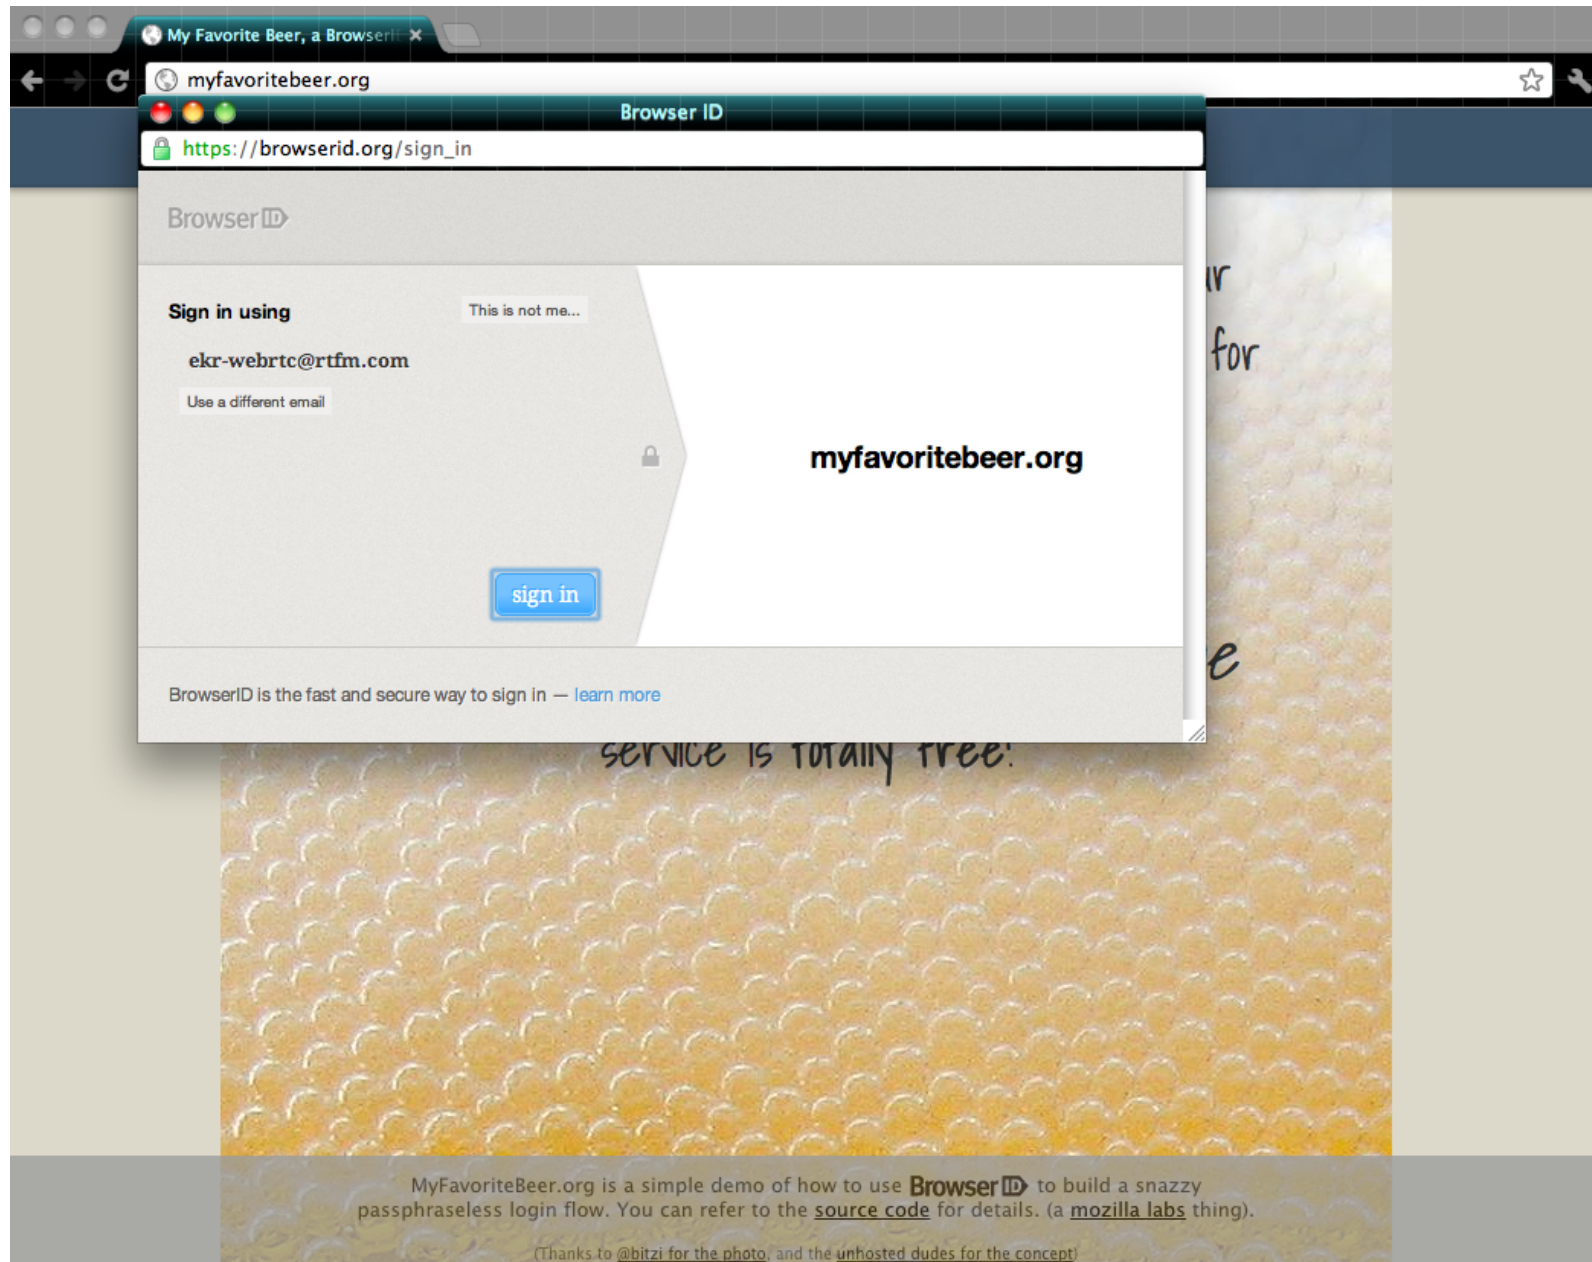 My Favorite Beer, a Browser
myfavoritebeer.org
Browser ID
https://browserid.org/sign_in
Browser ID
Sign in using
This is not me...
ekr-webrtc@rtfm.com
Use a different email
myfavoritebeer.org
sign in
BrowserID is the fast and secure way to sign in — learn more
for
service is totally free!
MyFavoriteBeer.org is a simple demo of how to use Browser ID to build a snazzy
passphraseless login flow. You can refer to the source code for details. (a mozilla labs thing).
(Thanks to @bitzi for the photo, and the unhosted dudes for the concept)